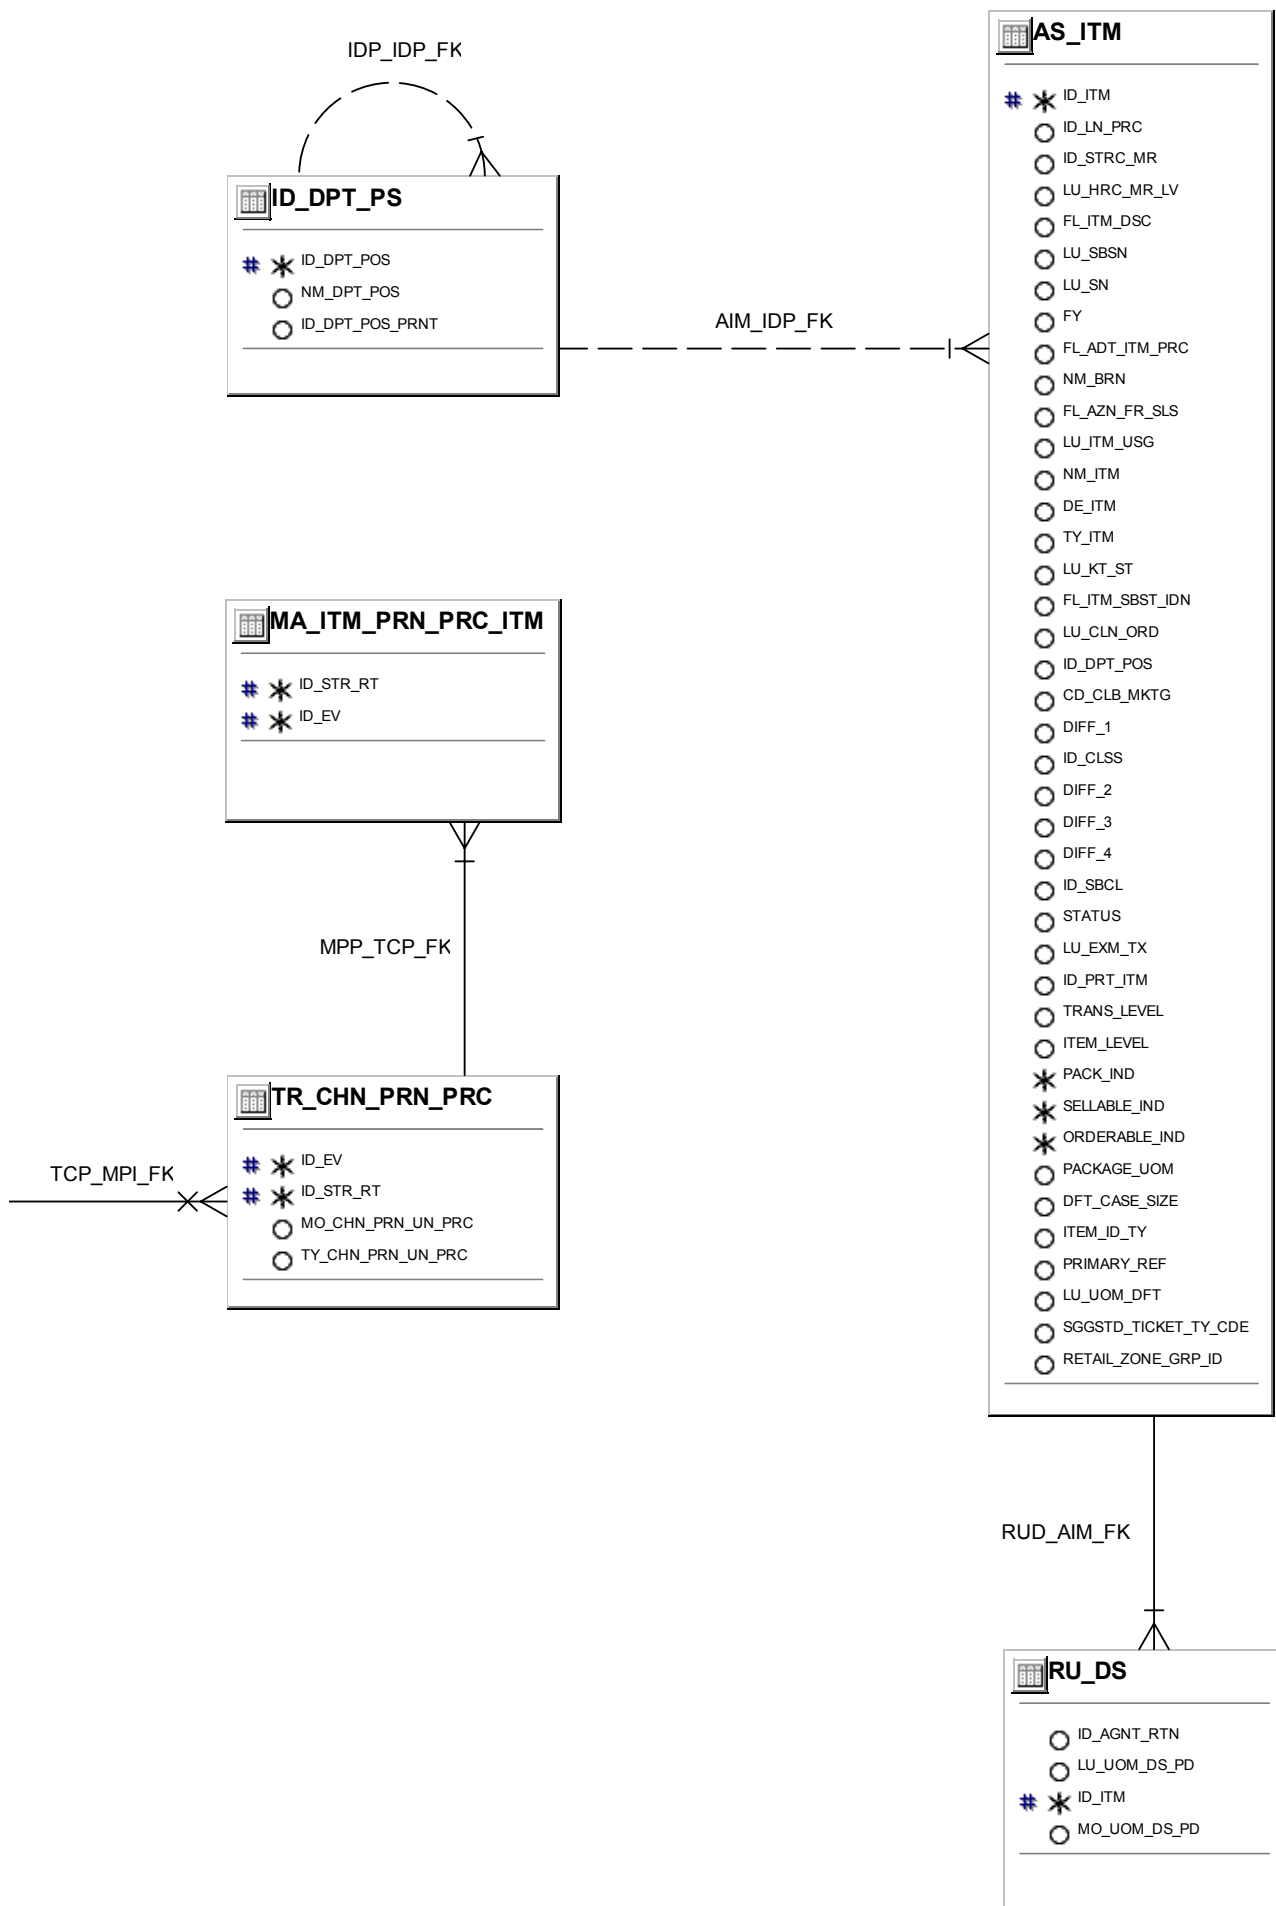 IDP_IDP_FK
ID_DPT_PS
# ID_DPT_POS
NM_DPT_POS
ID_DPT_POS_PRNT
AIM_IDP_FK
AS_ITM
# ID_ITM
ID_LN_PRC
ID_STRC_MR
LU_HRC_MR_LV
FL_ITM_DSC
LU_SBSN
LU_SN
FY
FL_ADT_ITM_PRC
NM_BRN
FL_AZN_FR_SLS
LU_ITM_USG
NM_ITM
DE_ITM
TY_ITM
LU_KT_ST
FL_ITM_SBST_IDN
LU_CLN_ORD
ID_DPT_POS
CD_CLB_MKTG
DIFF_1
ID_CLSS
DIFF_2
DIFF_3
DIFF_4
ID_SBCL
STATUS
LU_EXM_TX
ID_PRT_ITM
TRANS_LEVEL
ITEM_LEVEL
PACK_IND
SELLABLE_IND
ORDERABLE_IND
PACKAGE_UOM
DFT_CASE_SIZE
ITEM_ID_TY
PRIMARY_REF
LU_UOM_DFT
SGGSTD_TICKET_TY_CDE
RETAIL_ZONE_GRP_ID
MA_ITM_PRN_PRC_ITM
# ID_STR_RT
# ID_EV
MPP_TCP_FK
TR_CHN_PRN_PRC
# ID_EV
# ID_STR_RT
MO_CHN_PRN_UN_PRC
TY_CHN_PRN_UN_PRC
TCP_MPI_FK
RUD_AIM_FK
RU_DS
ID_AGNT_RTN
LU_UOM_DS_PD
# ID_ITM
MO_UOM_DS_PD